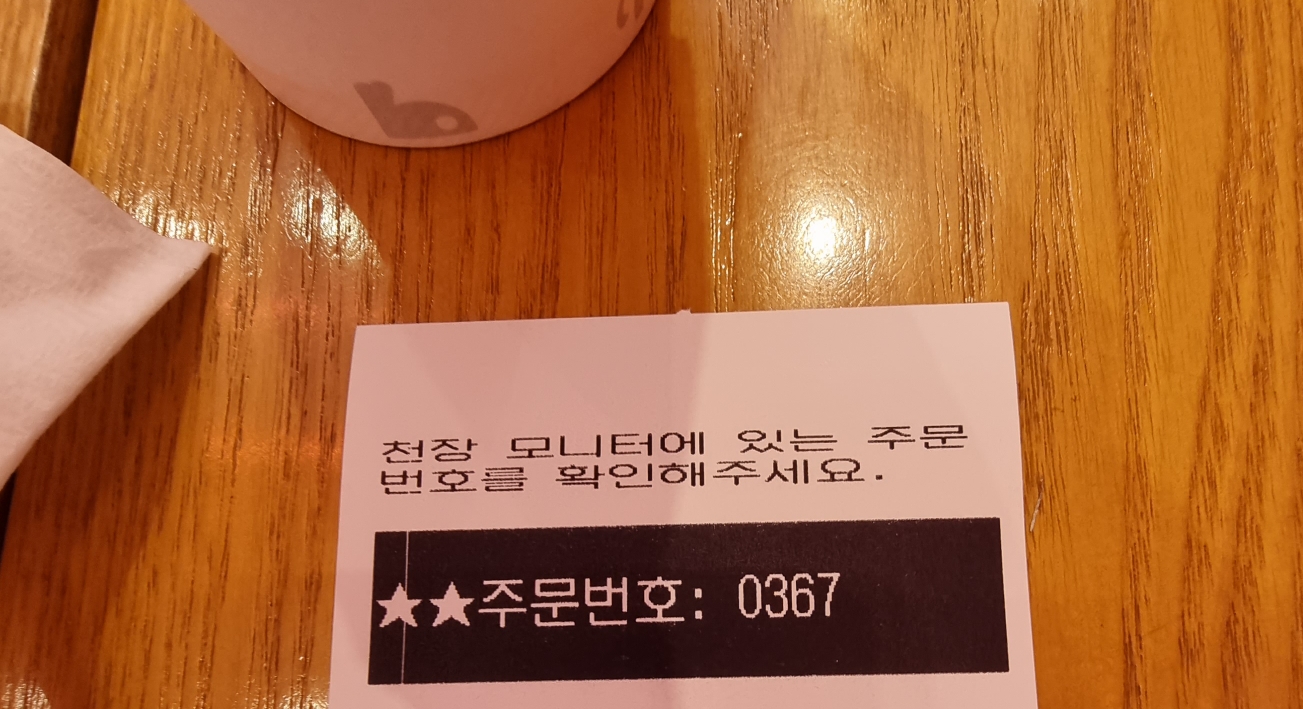 천장 모니터에 있는 주문
번호를 확인해주세요.
★★주문번호: 0367